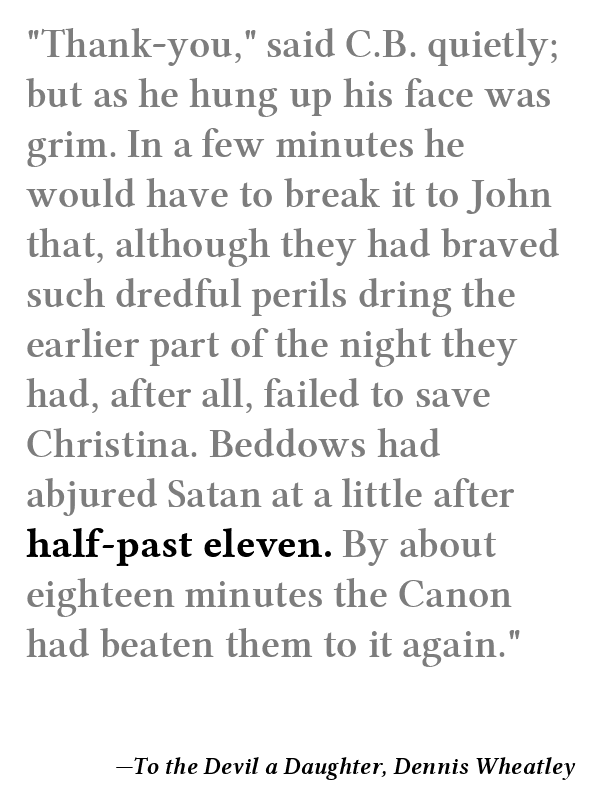 "Thank-you," said C.B. quietly;
but as he hung up his face was
grim. In a few minutes he
would have to break it to John
that, although they had braved
such dredful perils dring the
earlier part of the night they
had, after all, failed to save
Christina. Beddows had
abjured Satan at a little after
half-past eleven. By about
eighteen minutes the Canon
had beaten them to it again."
—To the Devil a Daughter, Dennis Wheatley